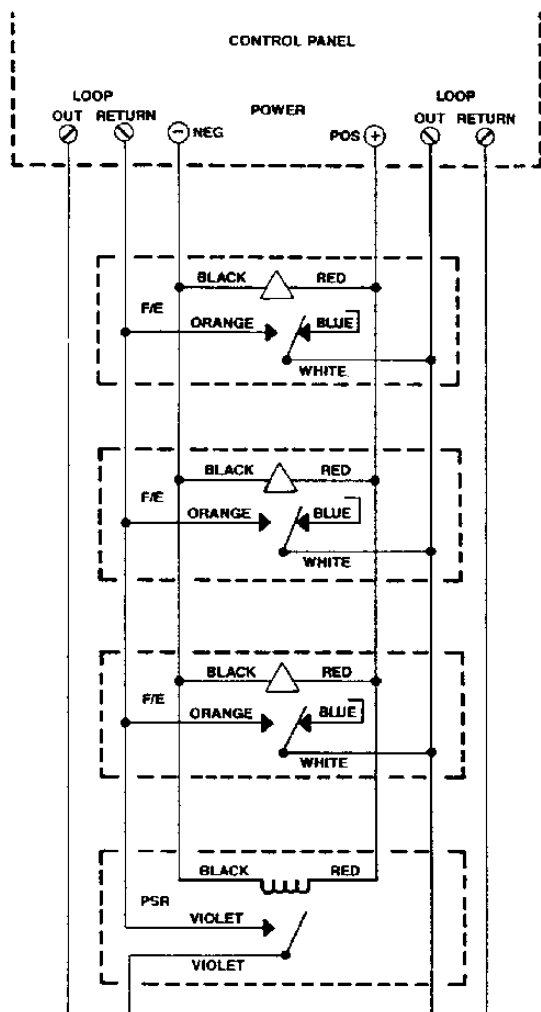 CONTROL PANEL
LOOP
OUT RETURN
POWER
NEG
POS
LOOP
OUT RETURN
BLACK RED
F/E
ORANGE BLUE
WHITE
BLACK RED
F/E
ORANGE BLUE
WHITE
BLACK RED
F/E
ORANGE BLUE
WHITE
BLACK RED
PSR
VIOLET
VIOLET